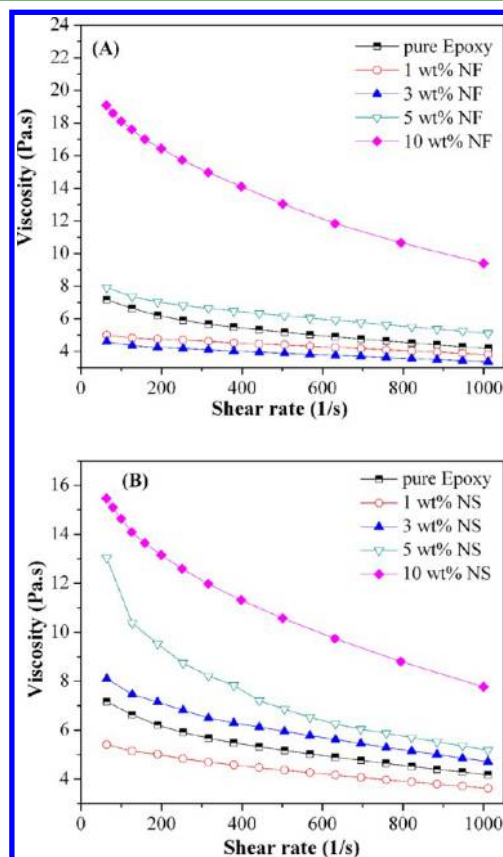 (A)
pure Epoxy
1 wt% NF
3 wt% NF
5 wt% NF
10 wt% NF
24
22
20
18
16
14
12
10
8
6
4
Viscosity (Pa.s)
0 200 400 600 800 1000
Shear rate (1/s)
(B)
pure Epoxy
1 wt% NS
3 wt% NS
5 wt% NS
10 wt% NS
16
14
12
10
8
6
4
Viscosity (Pa.s)
0 200 400 600 800 1000
Shear rate (1/s)